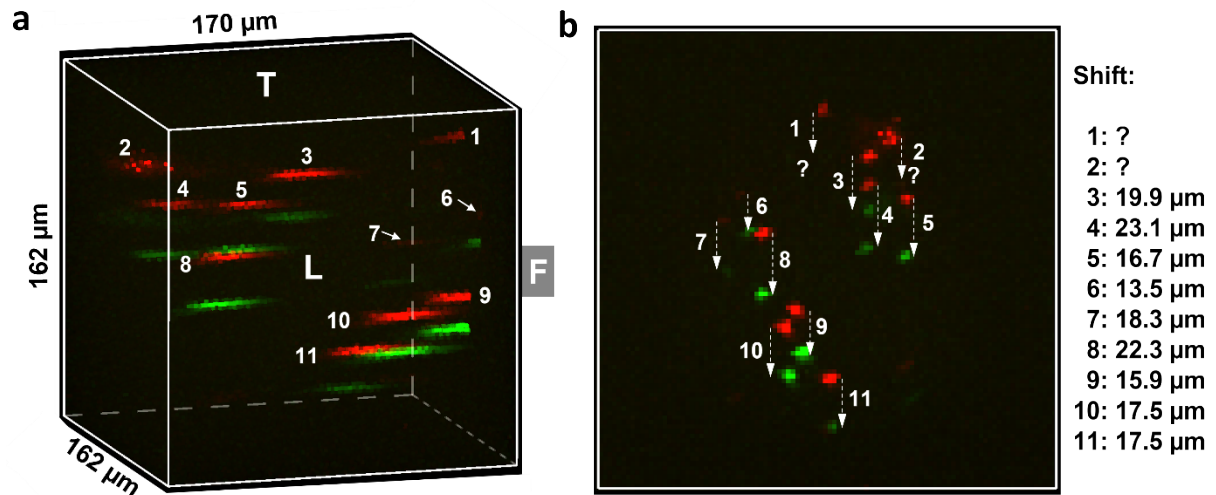 a
170 µm
T
1
2
3
4
5
6
7
8
L
F
9
10
11
162 µm
162 µm
b
1
?
2
?
3
4
5
6
7
8
9
10
11
Shift:
1: ?
2: ?
3: 19.9 µm
4: 23.1 µm
5: 16.7 µm
6: 13.5 µm
7: 18.3 µm
8: 22.3 µm
9: 15.9 µm
10: 17.5 µm
11: 17.5 µm